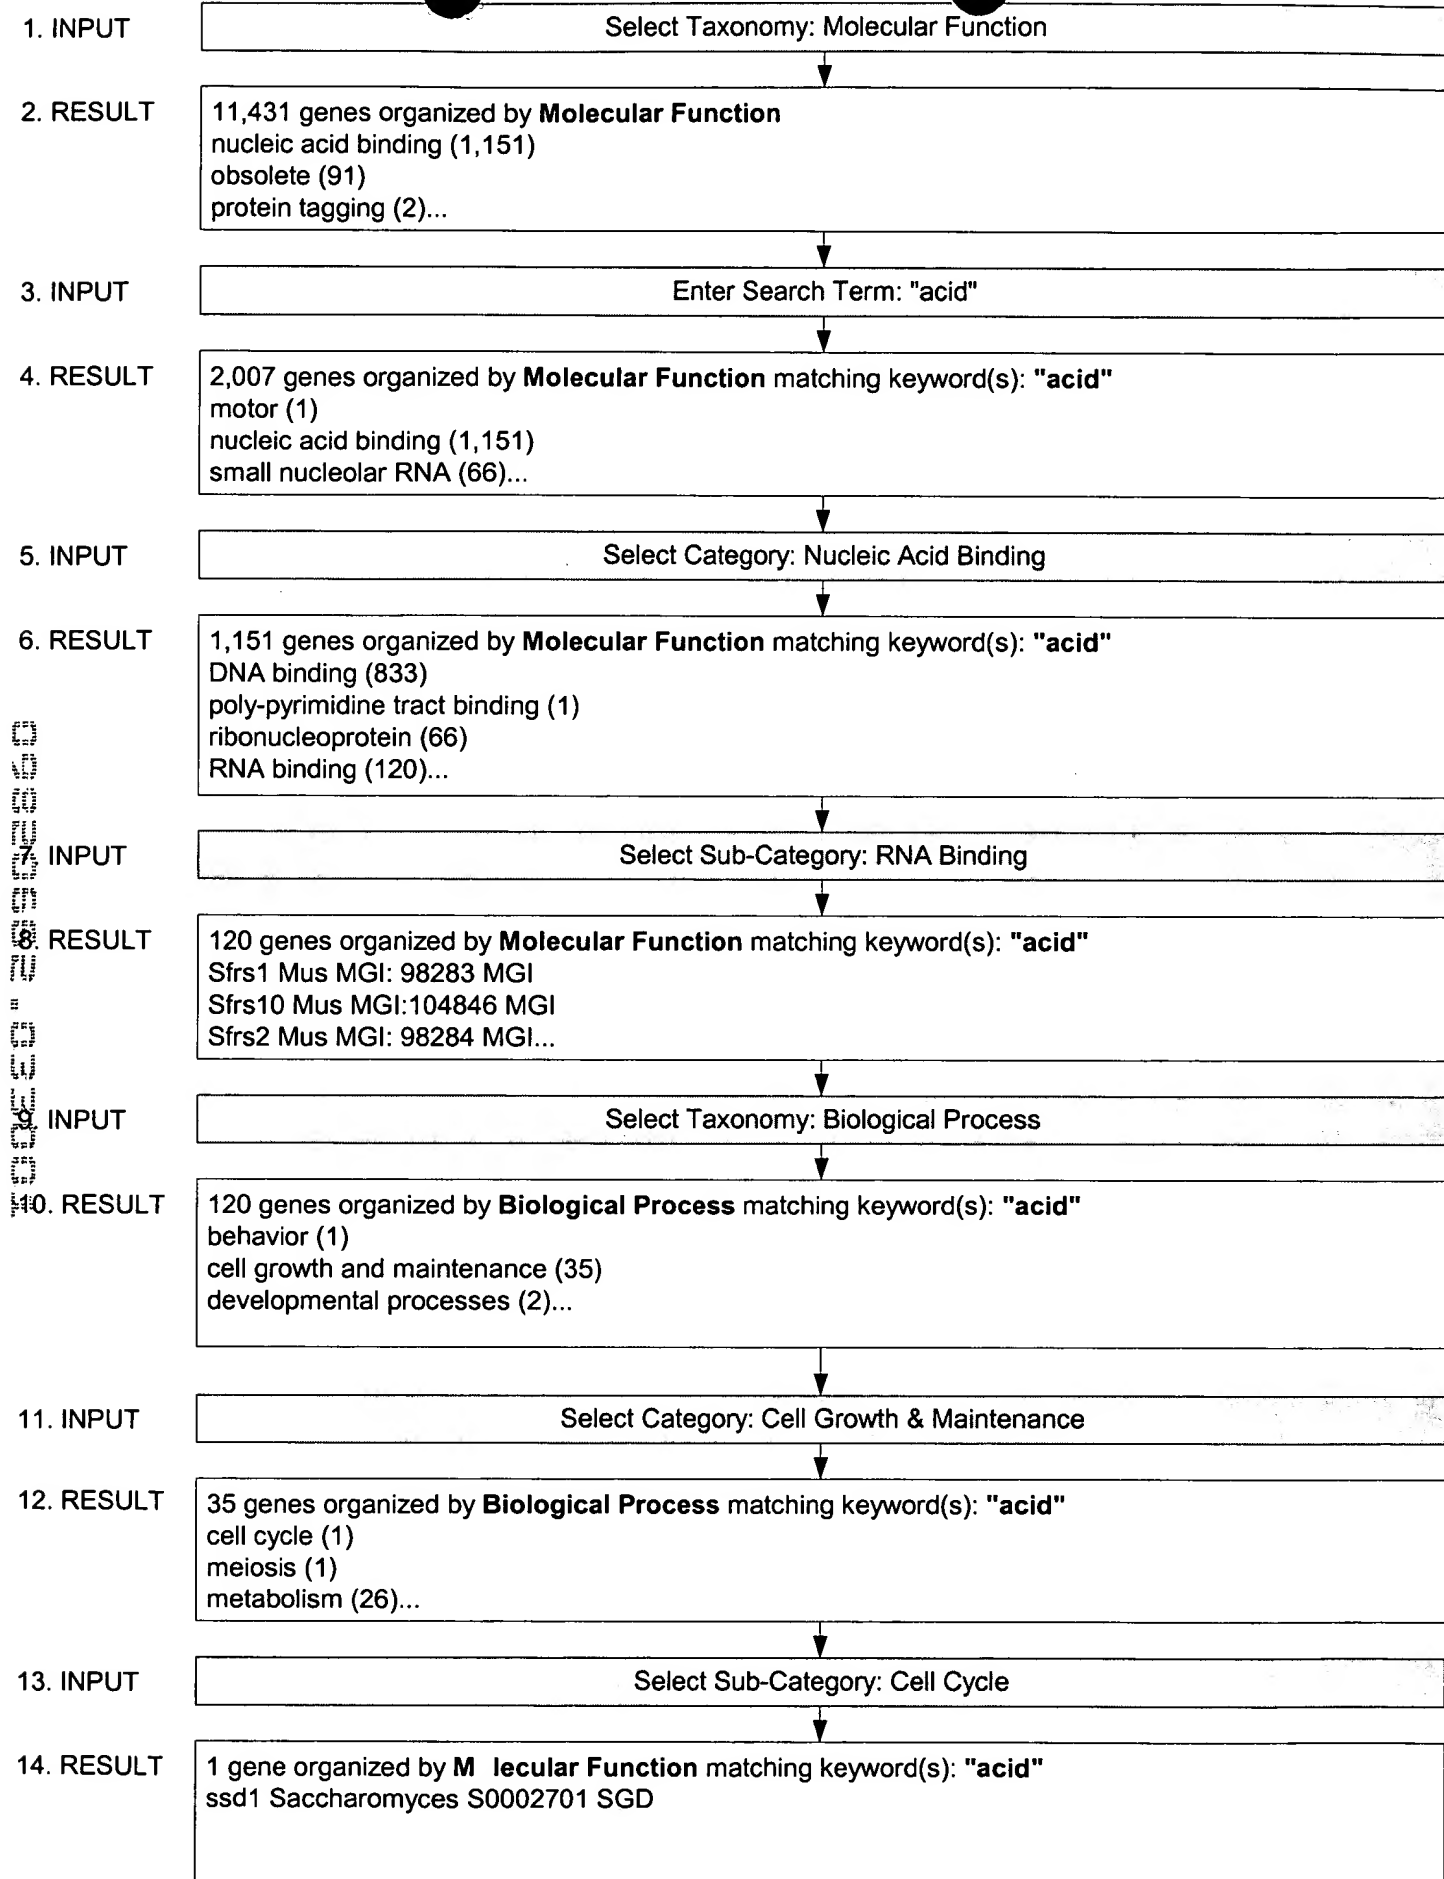 1. INPUT
Select Taxonomy: Molecular Function
2. RESULT
11,431 genes organized by Molecular Function
nucleic acid binding (1,151)
obsolete (91)
protein tagging (2)...
3. INPUT
Enter Search Term: "acid"
4. RESULT
2,007 genes organized by Molecular Function matching keyword(s): "acid"
motor (1)
nucleic acid binding (1,151)
small nucleolar RNA (66)...
5. INPUT
Select Category: Nucleic Acid Binding
6. RESULT
1,151 genes organized by Molecular Function matching keyword(s): "acid"
DNA binding (833)
poly-pyrimidine tract binding (1)
ribonucleoprotein (66)
RNA binding (120)...
7. INPUT
Select Sub-Category: RNA Binding
8. RESULT
120 genes organized by Molecular Function matching keyword(s): "acid"
Sfrs1 Mus MGI: 98283 MGI
Sfrs10 Mus MGI:104846 MGI
Sfrs2 Mus MGI: 98284 MGI...
9. INPUT
Select Taxonomy: Biological Process
10. RESULT
120 genes organized by Biological Process matching keyword(s): "acid"
behavior (1)
cell growth and maintenance (35)
developmental processes (2)...
11. INPUT
Select Category: Cell Growth & Maintenance
12. RESULT
35 genes organized by Biological Process matching keyword(s): "acid"
cell cycle (1)
meiosis (1)
metabolism (26)...
13. INPUT
Select Sub-Category: Cell Cycle
14. RESULT
1 gene organized by M lecular Function matching keyword(s): "acid"
ssd1 Saccharomyces S0002701 SGD